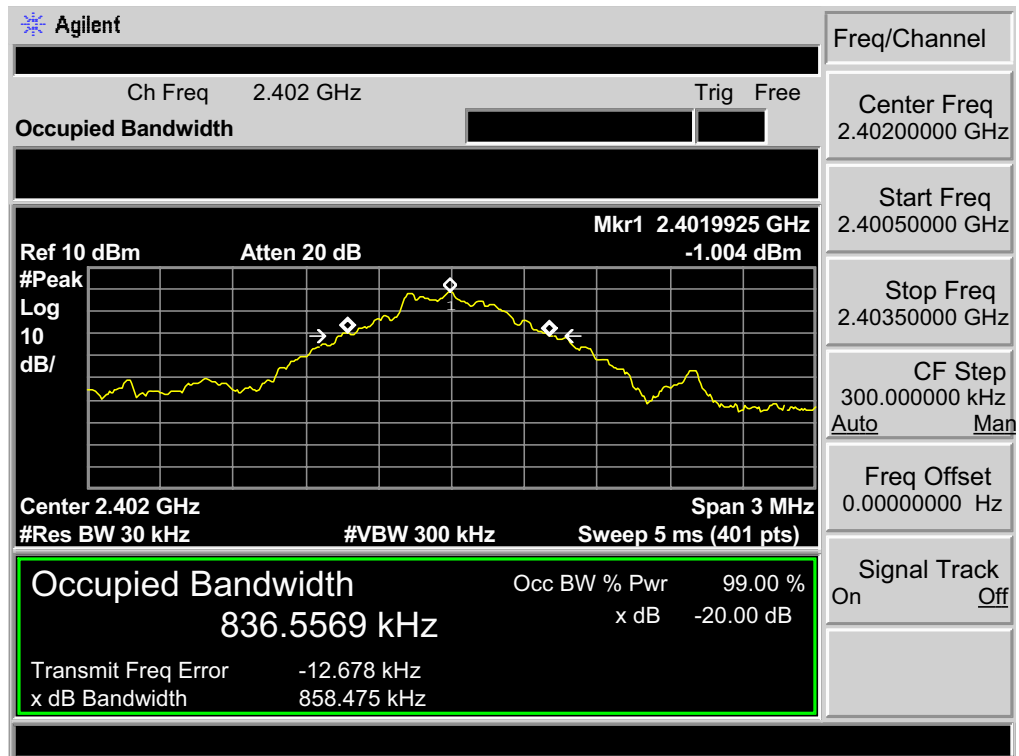 Agilent
Ch Freq 2.402 GHz Trig Free
Occupied Bandwidth
Mkr1 2.4019925 GHz
Ref 10 dBm Atten 20 dB -1.004 dBm
#Peak
Log
10
dB/
1
Center 2.402 GHz Span 3 MHz
#Res BW 30 kHz #VBW 300 kHz Sweep 5 ms (401 pts)
Occupied Bandwidth Occ BW % Pwr 99.00 %
836.5569 kHz x dB -20.00 dB
Transmit Freq Error -12.678 kHz
x dB Bandwidth 858.475 kHz
Freq/Channel
Center Freq
2.40200000 GHz
Start Freq
2.40050000 GHz
Stop Freq
2.40350000 GHz
CF Step
300.000000 kHz
Auto Man
Freq Offset
0.00000000 Hz
Signal Track
On Off